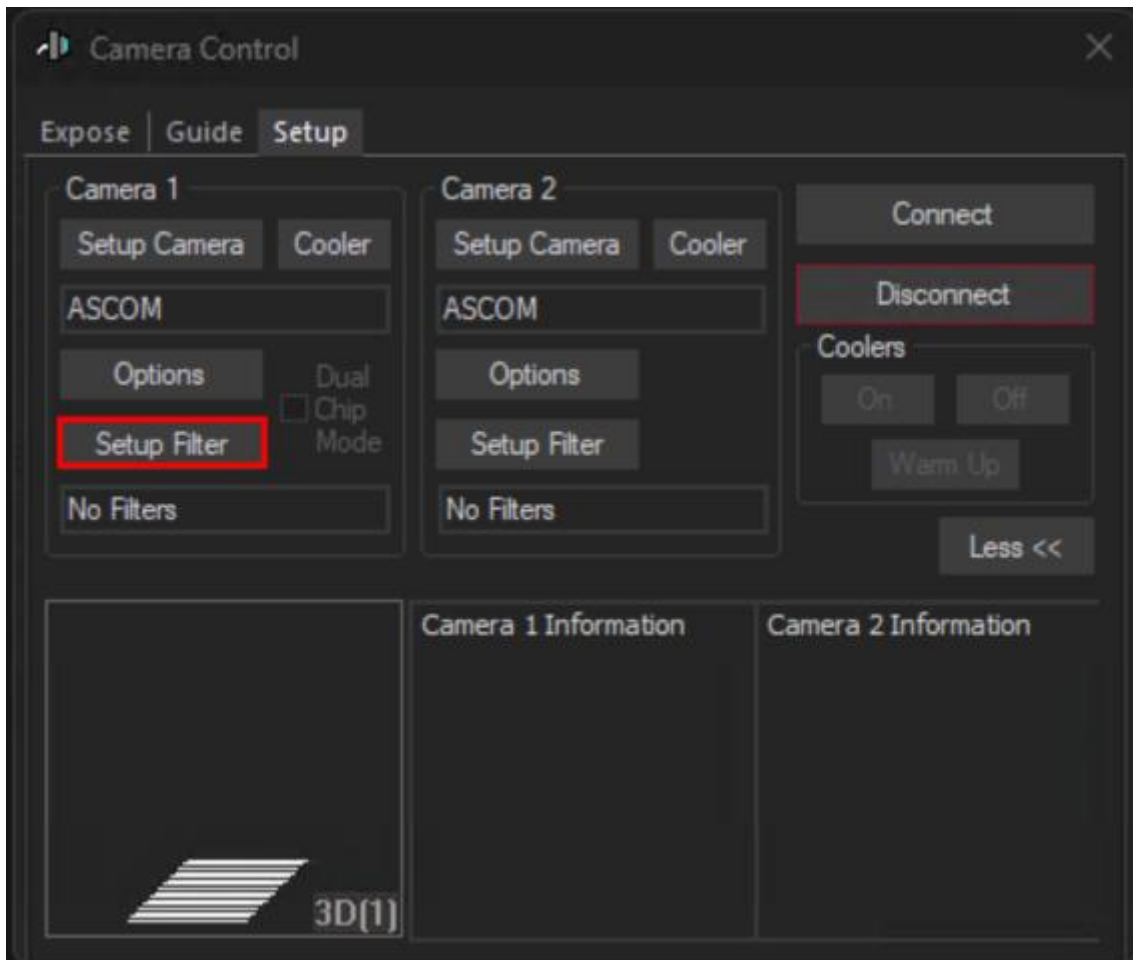 Camera Control
Expose Guide Setup
Camera 1
Setup Camera Cooler
ASCOM
Options
Dual
Chip
Mode
Setup Filter
No Filters
Camera 2
Setup Camera Cooler
ASCOM
Options
Setup Filter
No Filters
Connect
Disconnect
Coolers
On Off
Warm Up
Less <<
3D(1)
Camera 1 Information
Camera 2 Information